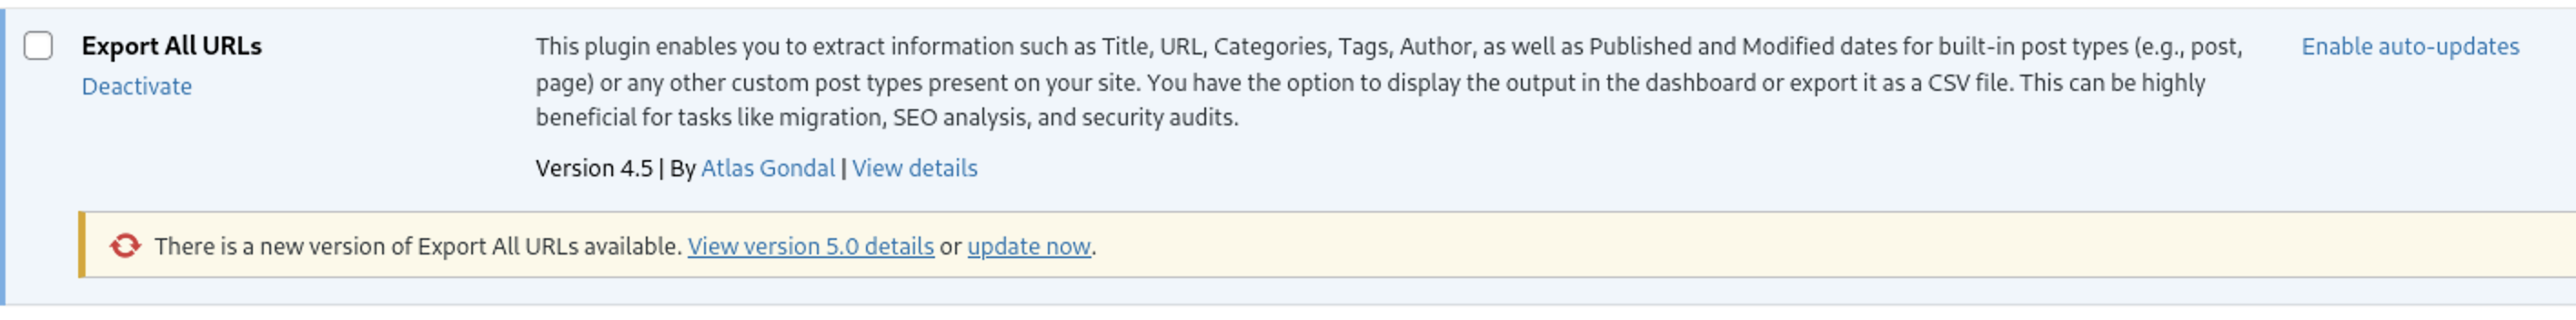 Export All URLs
Deactivate
This plugin enables you to extract information such as Title, URL, Categories, Tags, Author, as well as Published and Modified dates for built-in post types (e.g., post,
page) or any other custom post types present on your site. You have the option to display the output in the dashboard or export it as a CSV file. This can be highly
beneficial for tasks like migration, SEO analysis, and security audits.
Version 4.5 | By Atlas Gondal | View details
Enable auto-updates
There is a new version of Export All URLs available. View version 5.0 details or update now.